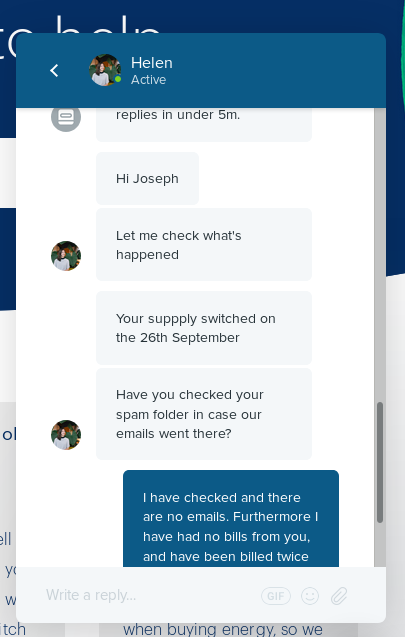 to help
Helen
Active
replies in under 5m.
Hi Joseph
Let me check what's
happened
Your suppply switched on
the 26th September
Have you checked your
spam folder in case our
emails went there?
I have checked and there
are no emails. Furthermore I
have had no bills from you,
and have been billed twice
Write a reply...
GIF
when buying energy, so we